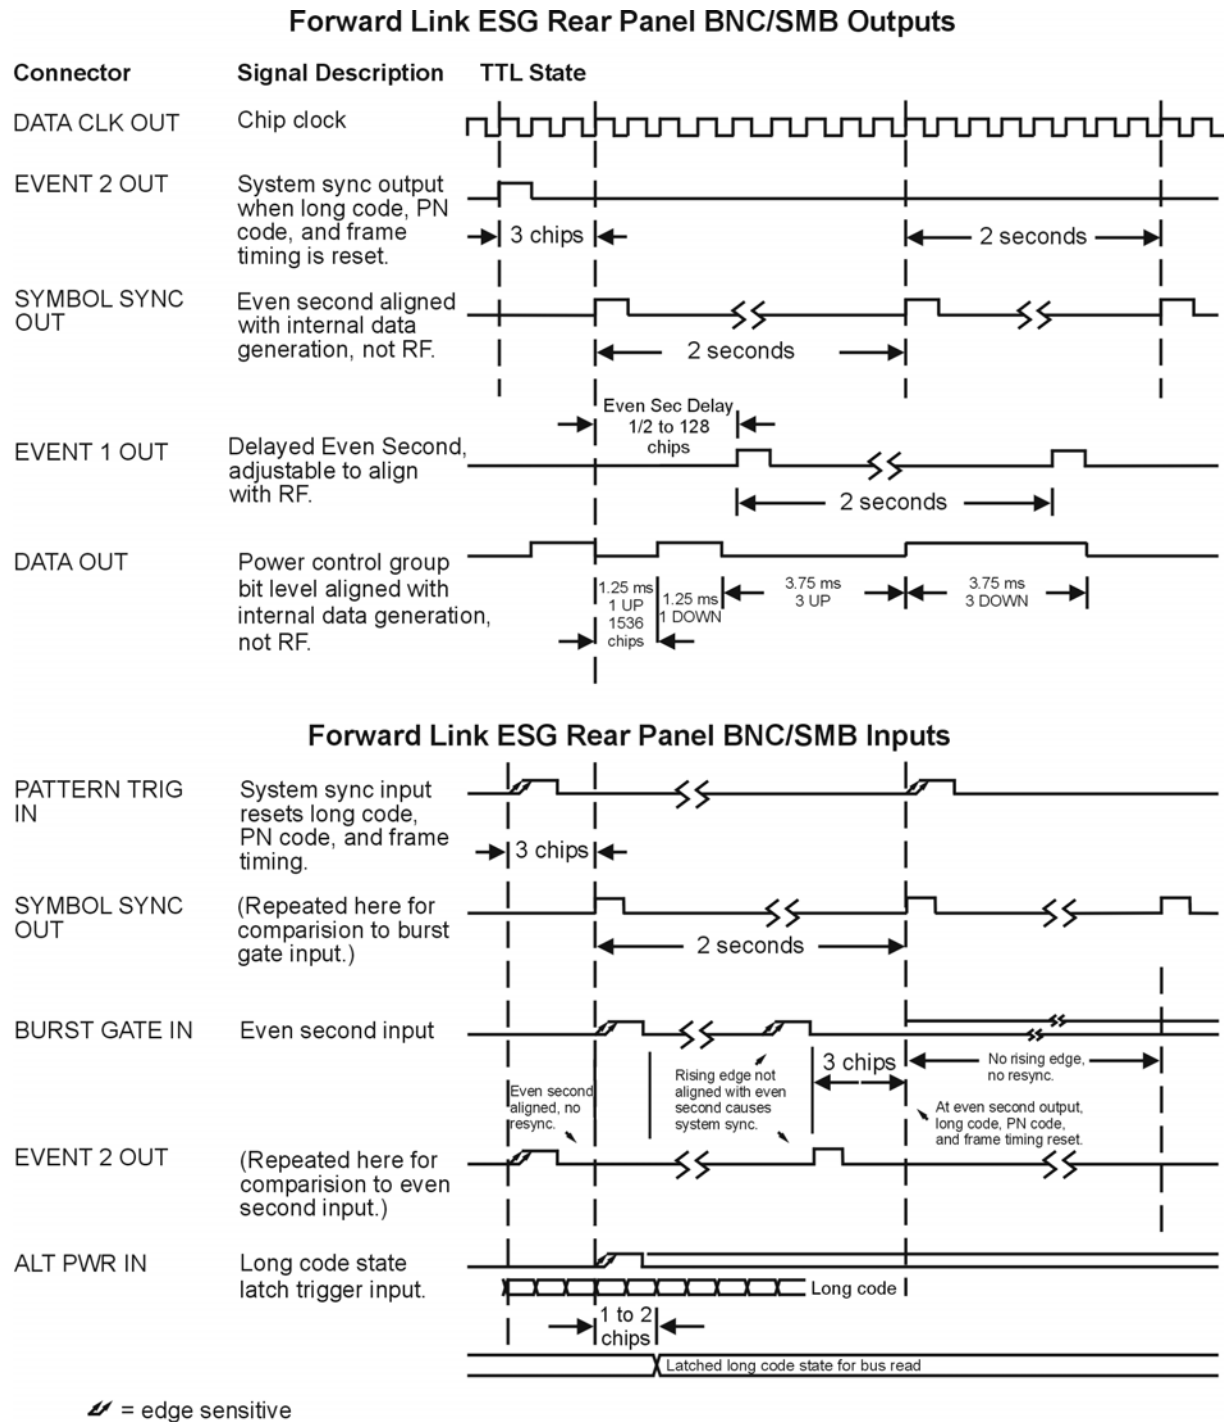 Forward Link ESG Rear Panel BNC/SMB Outputs
Connector
Signal Description
TTL State
DATA CLK OUT
Chip clock
EVENT 2 OUT
System sync output
when long code, PN
code, and frame
timing is reset.
3 chips
2 seconds
SYMBOL SYNC
OUT
Even second aligned
with internal data
generation, not RF.
2 seconds
Even Sec Delay
1/2 to 128
chips
EVENT 1 OUT
Delayed Even Second,
adjustable to align
with RF.
2 seconds
DATA OUT
Power control group
bit level aligned with
internal data generation,
not RF.
1.25 ms
1 UP
1536
chips
1.25 ms
1 DOWN
3.75 ms
3 UP
3.75 ms
3 DOWN
Forward Link ESG Rear Panel BNC/SMB Inputs
PATTERN TRIG
IN
System sync input
resets long code,
PN code, and frame
timing.
3 chips
SYMBOL SYNC
OUT
(Repeated here for
comparision to burst
gate input.)
2 seconds
BURST GATE IN
Even second input
Even second
aligned, no
resync.
Rising edge not
aligned with even
second causes
system sync.
3 chips
No rising edge,
no resync.
At even second output,
long code, PN code,
and frame timing reset.
EVENT 2 OUT
(Repeated here for
comparision to even
second input.)
ALT PWR IN
Long code state
latch trigger input.
Long code
1 to 2
chips
Latched long code state for bus read
= edge sensitive